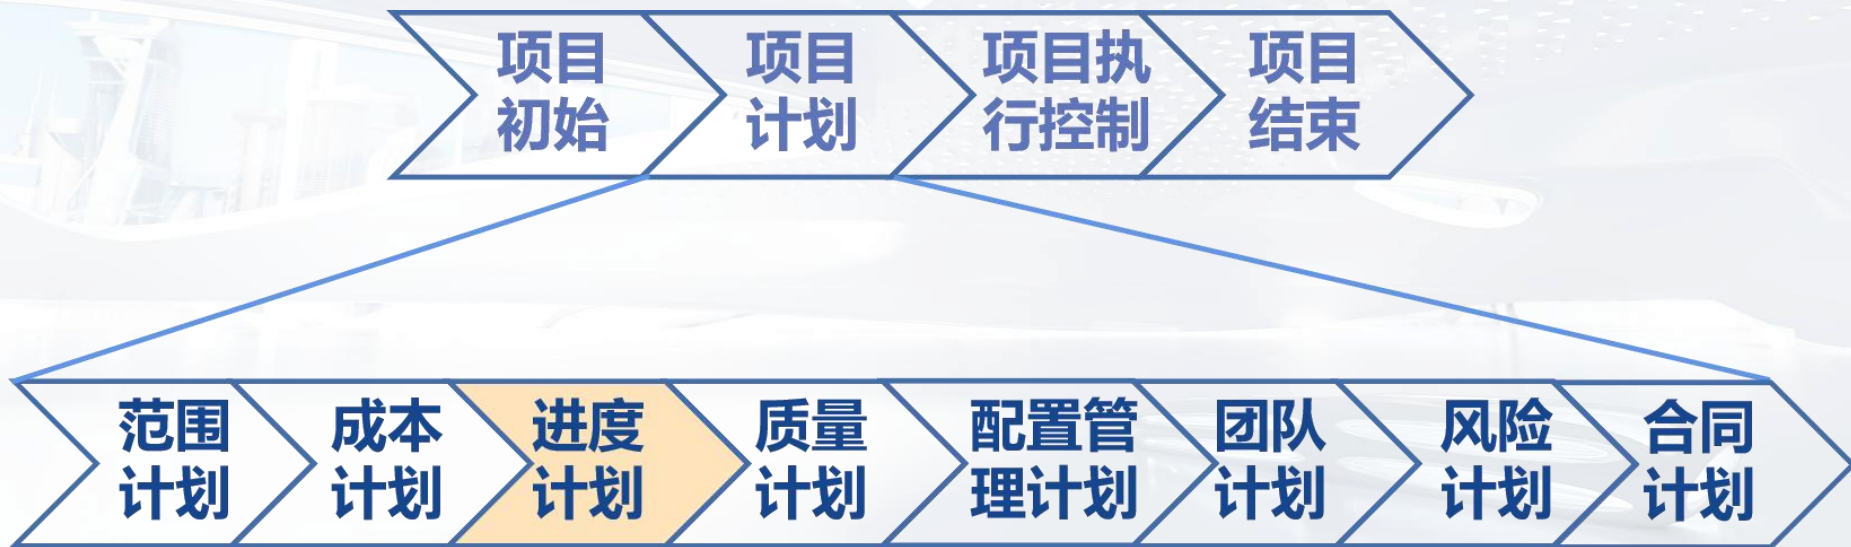 项目
初始
项目
计划
项目执
行控制
项目
结束
范围
计划
成本
计划
进度
计划
质量
计划
配置管
理计划
团队
计划
风险
计划
合同
计划